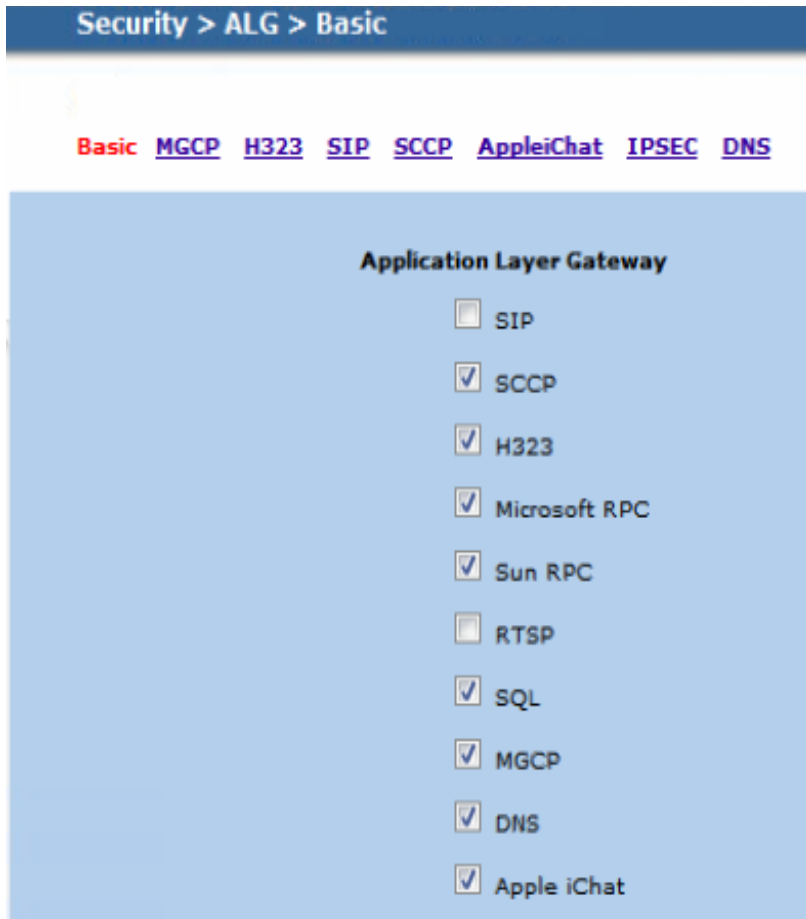 Security > ALG > Basic
Basic MGCP H323 SIP SCCP AppleiChat IPSEC DNS
Application Layer Gateway
SIP
SCCP
H323
Microsoft RPC
Sun RPC
RTSP
SQL
MGCP
DNS
Apple iChat